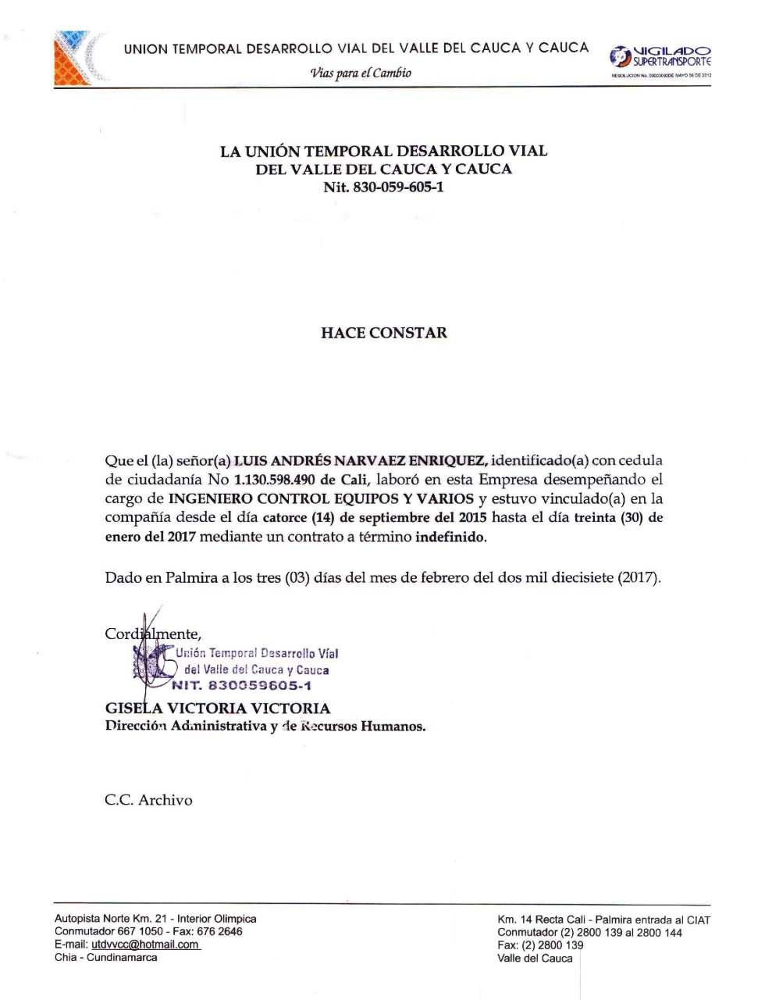 UNION TEMPORAL DESARROLLO VIAL DEL VALLE DEL CAUCA Y CAUCA
Vias para el Cambio
VIGILADO
SUPERTRANSPORTE
LA UNIÓN TEMPORAL DESARROLLO VIAL
DEL VALLE DEL CAUCA Y CAUCA
Nit. 830-059-605-1
HACE CONSTAR
Que el (la) señor(a) LUIS ANDRÉS NARVAEZ ENRIQUEZ, identificado(a) con cedula
de ciudadanía No 1.130.598.490 de Cali, laboró en esta Empresa desempeñando el
cargo de INGENIERO CONTROL EQUIPOS Y VARIOS y estuvo vinculado(a) en la
compañía desde el día catorce (14) de septiembre del 2015 hasta el día treinta (30) de
enero del 2017 mediante un contrato a término indefinido.
Dado en Palmira a los tres (03) días del mes de febrero del dos mil diecisiete (2017).
Cordialmente,
Unión Temporal Desarrollo Vial
del Valle del Cauca y Cauca
NIT. 830059605-1
GISELA VICTORIA VICTORIA
Dirección Administrativa y de Recursos Humanos.
C.C. Archivo
Autopista Norte Km. 21 - Interior Olimpica
Conmutador 667 1050 - Fax: 676 2646
E-mail: utdvvcc@hotmail.com
Chia - Cundinamarca
Km. 14 Recta Cali - Palmira entrada al CIAT
Conmutador (2) 2800 139 al 2800 144
Fax: (2) 2800 139
Valle del Cauca